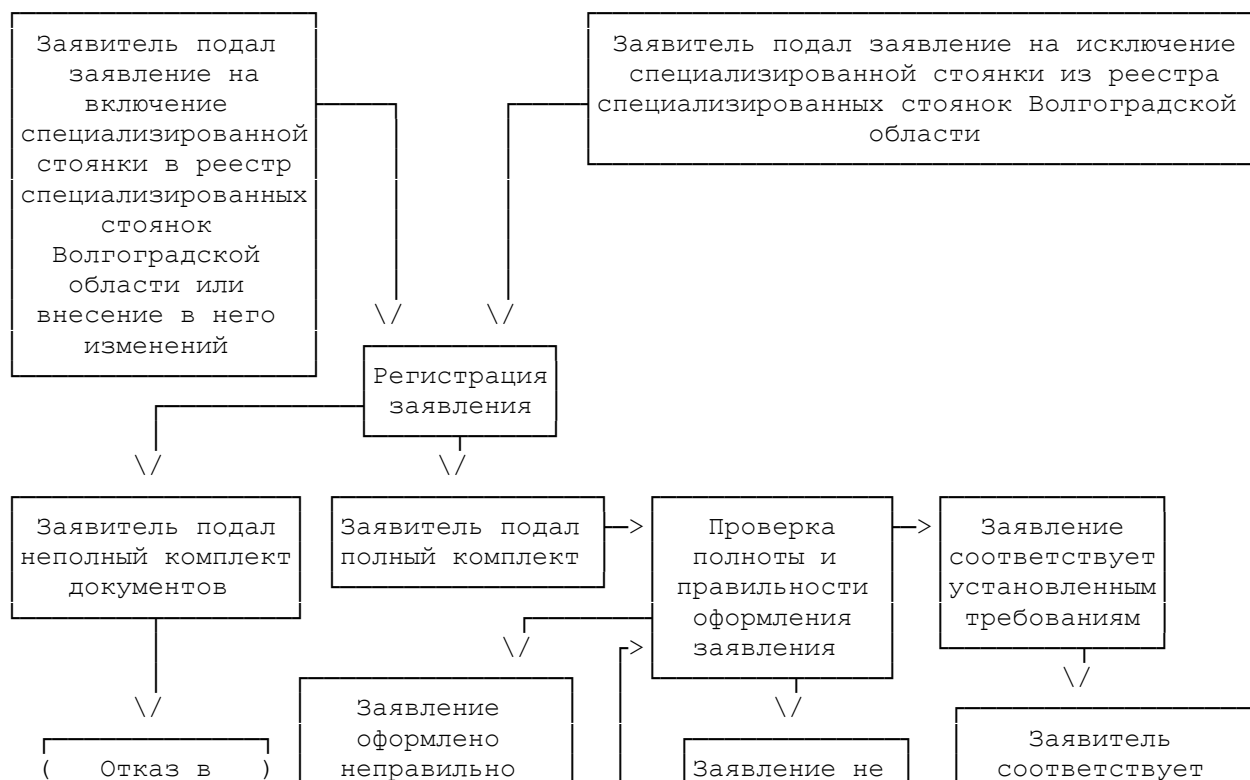 Заявитель подал
заявление на
включение
специализированной
стоянки в реестр
специализированных
стоянок
Волгоградской
области или
внесение в него
изменений
Заявитель подал заявление на исключение
специализированной стоянки из реестра
специализированных стоянок Волгоградской
области
Регистрация
заявления
Заявитель подал
неполный комплект
документов
Заявитель подал
полный комплект
Проверка
полноты и
правильности
оформления
заявления
Заявление
соответствует
установленным
требованиям
Заявление
оформлено
неправильно
( Отказ в )
Заявление не
Заявитель
соответствует